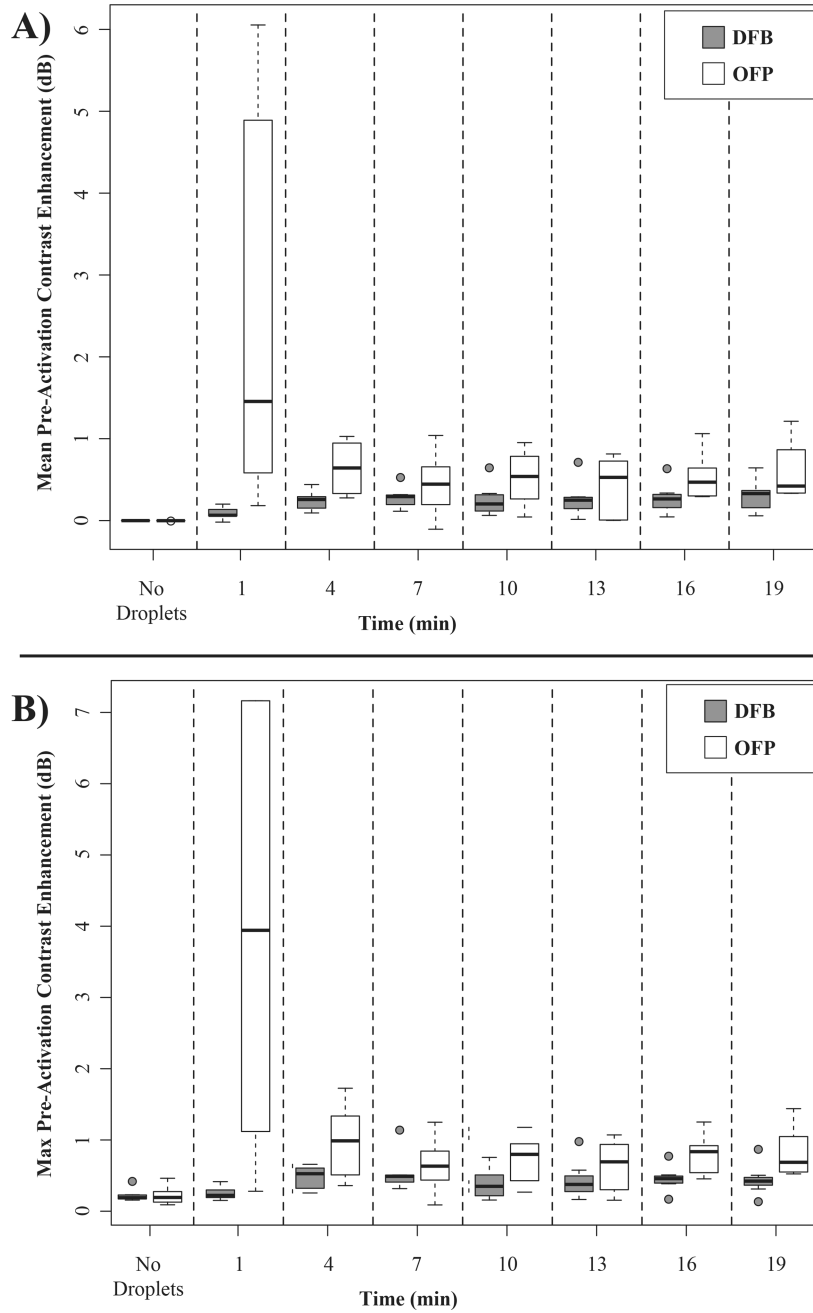 A)
Mean Pre-Activation Contrast Enhancement (dB)
6
5
4
3
2
1
0
DFB
OFP
No 1 4 7 10 13 16 19
Droplets
Time (min)
B)
Max Pre-Activation Contrast Enhancement (dB)
7
6
5
4
3
2
1
0
DFB
OFP
No 1 4 7 10 13 16 19
Droplets
Time (min)